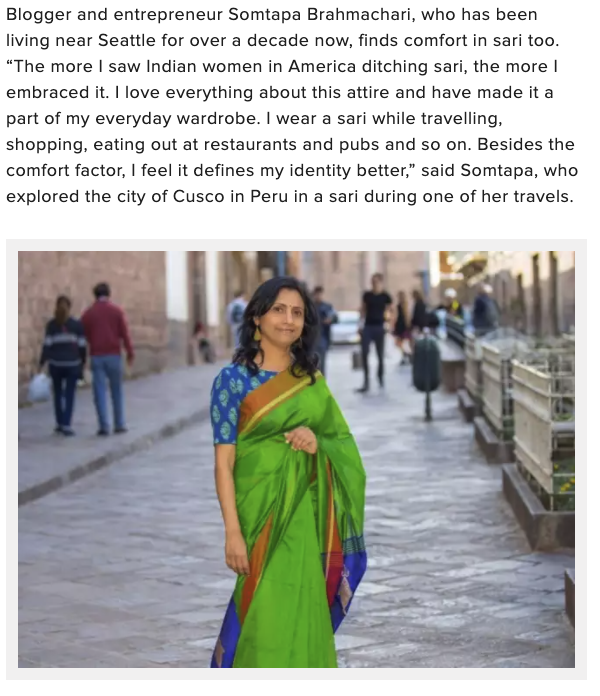 Blogger and entrepreneur Somtapa Brahmachari, who has been
living near Seattle for over a decade now, finds comfort in sari too.
“The more I saw Indian women in America ditching sari, the more I
embraced it. I love everything about this attire and have made it a
part of my everyday wardrobe. I wear a sari while travelling,
shopping, eating out at restaurants and pubs and so on. Besides the
comfort factor, I feel it defines my identity better,” said Somtapa, who
explored the city of Cusco in Peru in a sari during one of her travels.